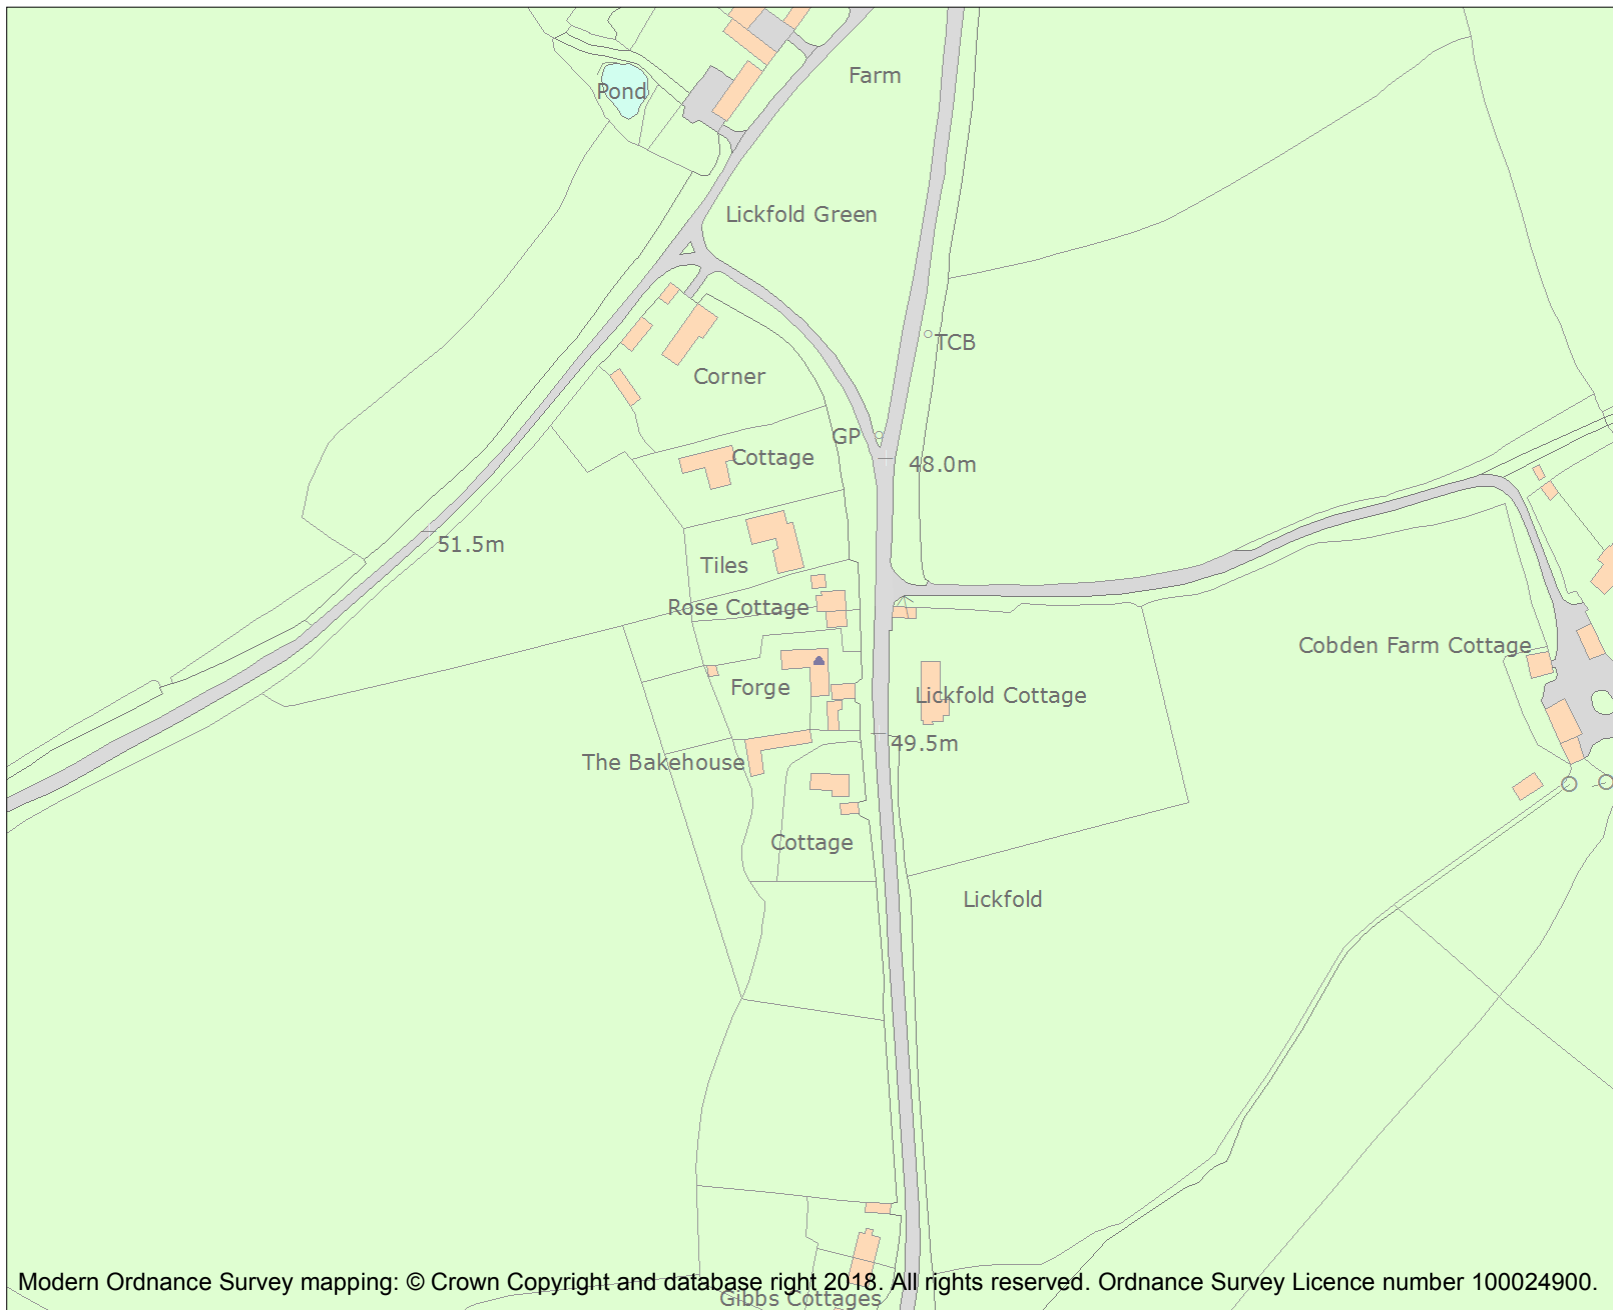 Farm
Pond
Lickfold Green
TCB
Corner
GP
Cottage
48.0m
51.5m
Tiles
Rose Cottage
Cobden Farm Cottage
Forge
Lickfold Cottage
49.5m
The Bakehouse
Cottage
Lickfold
Modern Ordnance Survey mapping: © Crown Copyright and database right 2018. All rights reserved. Ordnance Survey Licence number 100024900.
Gibbs Cottages